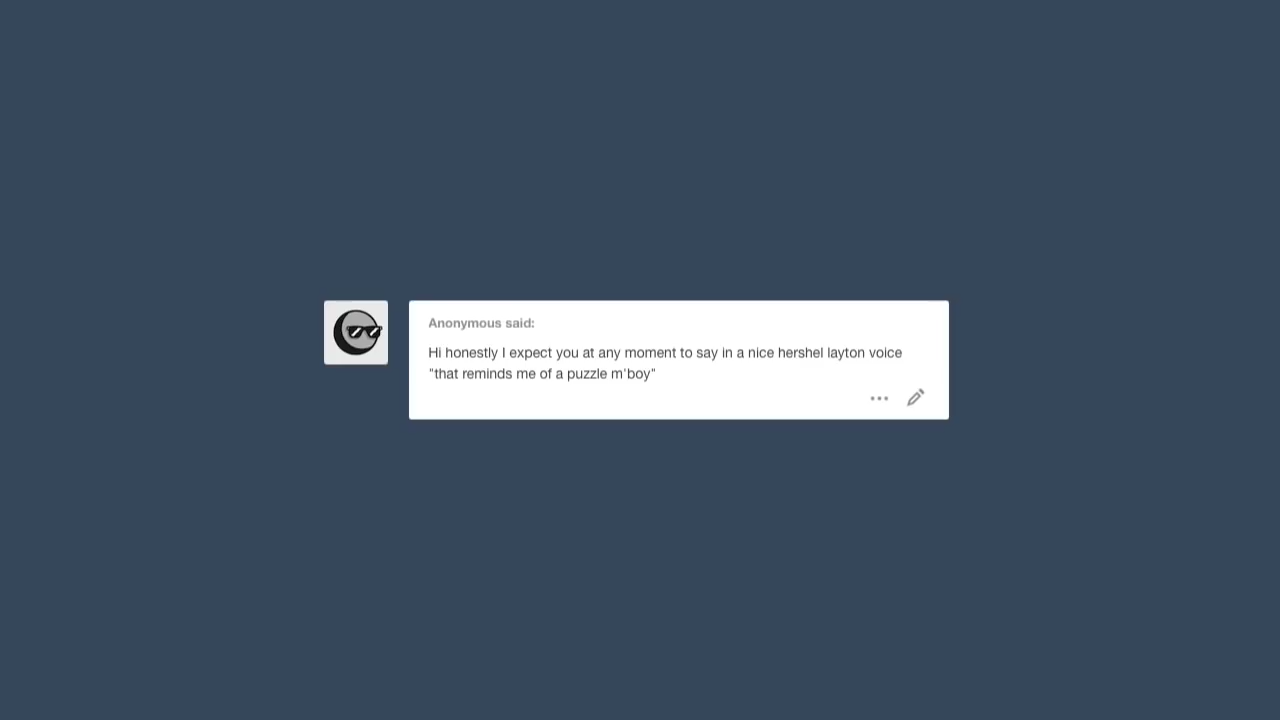 Anonymous said:
Hi honestly I expect you at any moment to say in a nice hershel layton voice
"that reminds me of a puzzle m'boy"